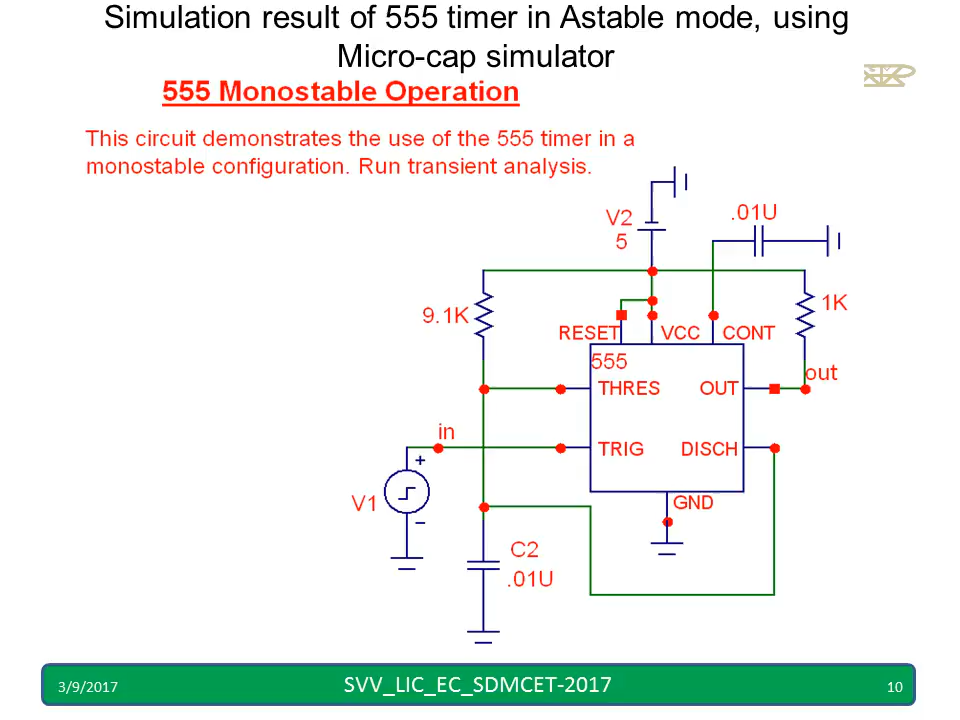 Simulation result of 555 timer in Astable mode, using
Micro-cap simulator
555 Monostable Operation
This circuit demonstrates the use of the 555 timer in a
monostable configuration. Run transient analysis.
V2
5
.01U
9.1K
1K
RESET
VCC
CONT
555
THRES
OUT
out
in
TRIG
DISCH
+
V1
−
GND
C2
.01U
3/9/2017
SVV_LIC_EC_SDMCET-2017
10